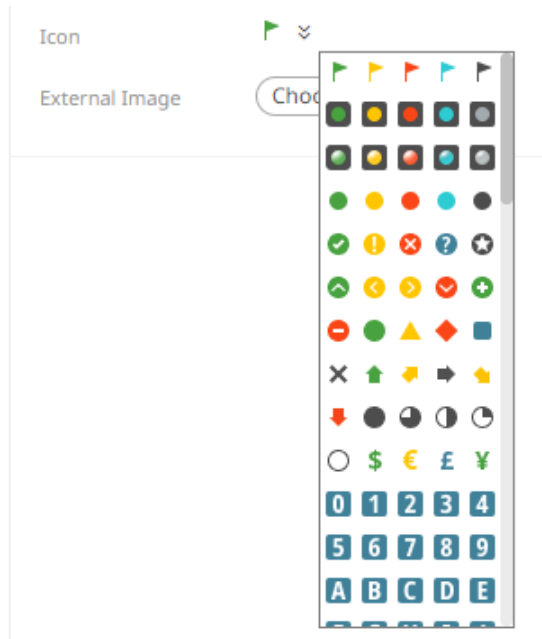 Icon
External Image
Choo
$ € £ ¥
0 1 2 3 4
5 6 7 8 9
A B C D E